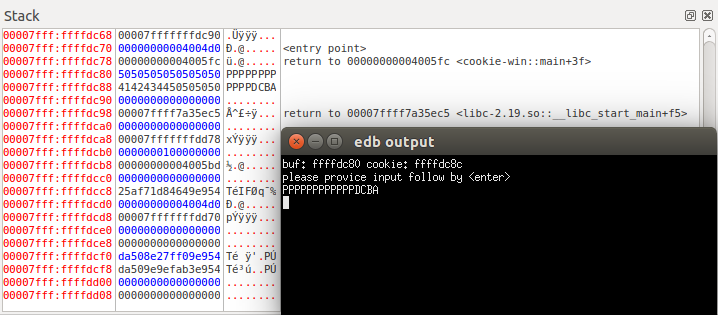 Stack
00007fff:ffffdc68 00007fffffffdc90 .Üÿÿÿ..
00007fff:ffffdc70 00000000004004d0 Ð.@..... <entry point>
00007fff:ffffdc78 00000000004005fc ü.@..... return to 00000000004005fc <cookie-win::main+3f>
00007fff:ffffdc80 5050505050505050 PPPPPPPP
00007fff:ffffdc88 4142434450505050 PPPPDCBA
00007fff:ffffdc90 0000000000000000 ........
00007fff:ffffdc98 00007ffff7a35ec5 Å^£÷ÿ.. return to 00007ffff7a35ec5 <libc-2.19.so::__libc_start_main+f5>
00007fff:ffffdca0 0000000000000000 ........
00007fff:ffffdca8 00007fffffffdd78 xÝÿÿÿ..
00007fff:ffffdcb0 0000000100000000 ........
00007fff:ffffdcb8 00000000004005bd ½.@.....
00007fff:ffffdcc0 0000000000000000 ........
00007fff:ffffdcc8 25af71d84649e954 TéIFØq¯%
00007fff:ffffdcd0 00000000004004d0 Ð.@.....
00007fff:ffffdcd8 00007fffffffdd70 pÝÿÿÿ..
00007fff:ffffdce0 0000000000000000 ........
00007fff:ffffdce8 0000000000000000 ........
00007fff:ffffdcf0 da508e27ff09e954 Té ÿ'.PÚ
00007fff:ffffdcf8 da509e9efab3e954 Té³ú..PÚ
00007fff:ffffdd00 0000000000000000 ........
00007fff:ffffdd08 0000000000000000 ........
edb output
buf: ffffdc80 cookie: ffffdc8c
please provice input follow by <enter>
PPPPPPPPPPPPDCBA